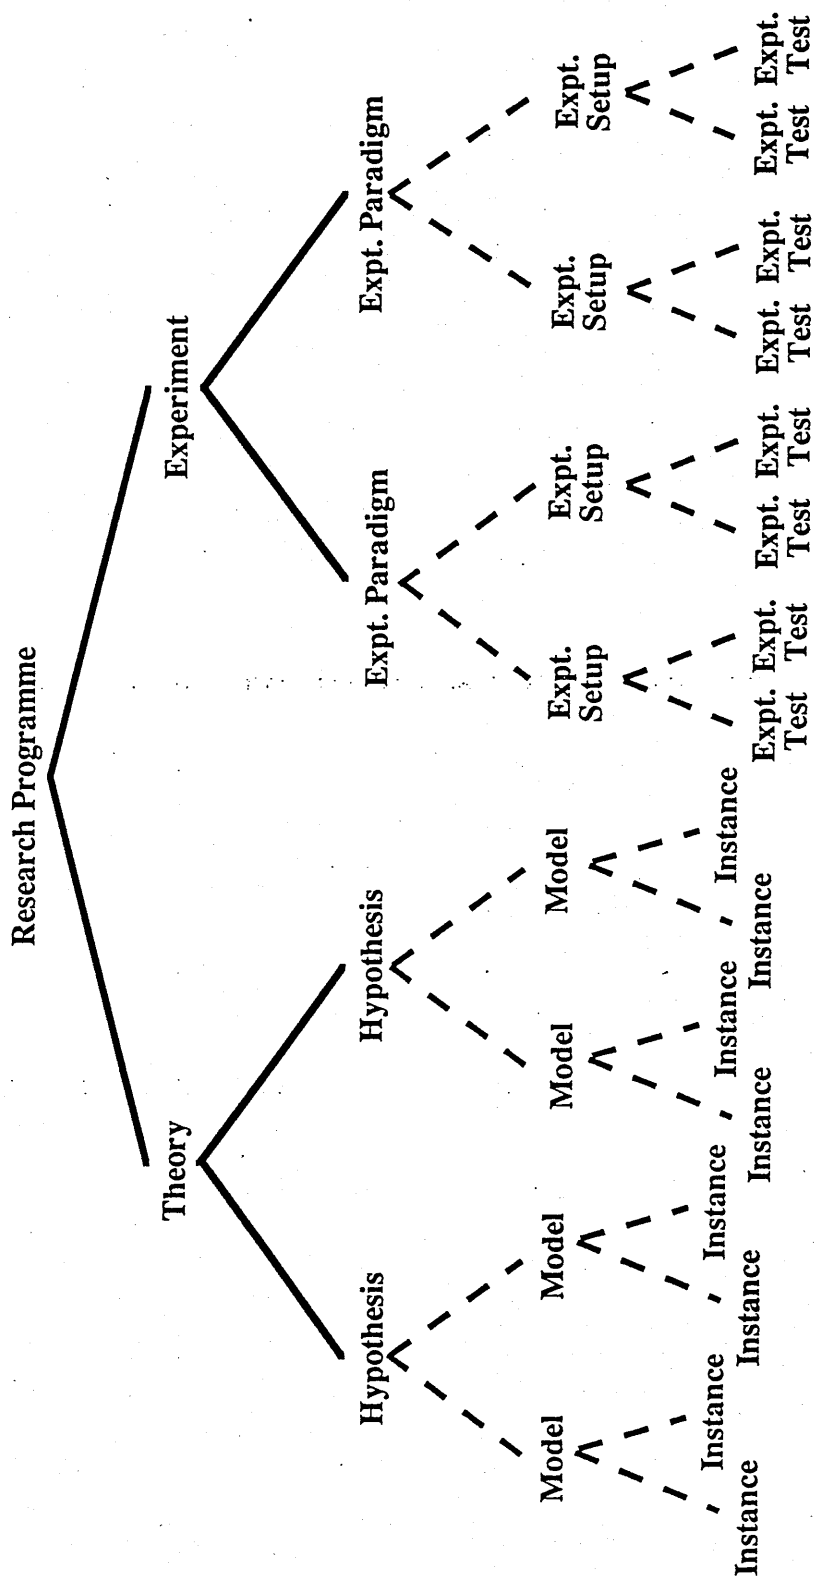 Research Programme
Theory
Experiment
Hypothesis
Hypothesis
Expt. Paradigm
Expt. Paradigm
Model
Model
Model
Model
Expt.
Setup
Expt.
Setup
Expt.
Setup
Expt.
Setup
Instance
Instance
Instance
Instance
Instance
Instance
Instance
Instance
Expt.
Test
Expt.
Test
Expt.
Test
Expt.
Test
Expt.
Test
Expt.
Test
Expt.
Test
Expt.
Test